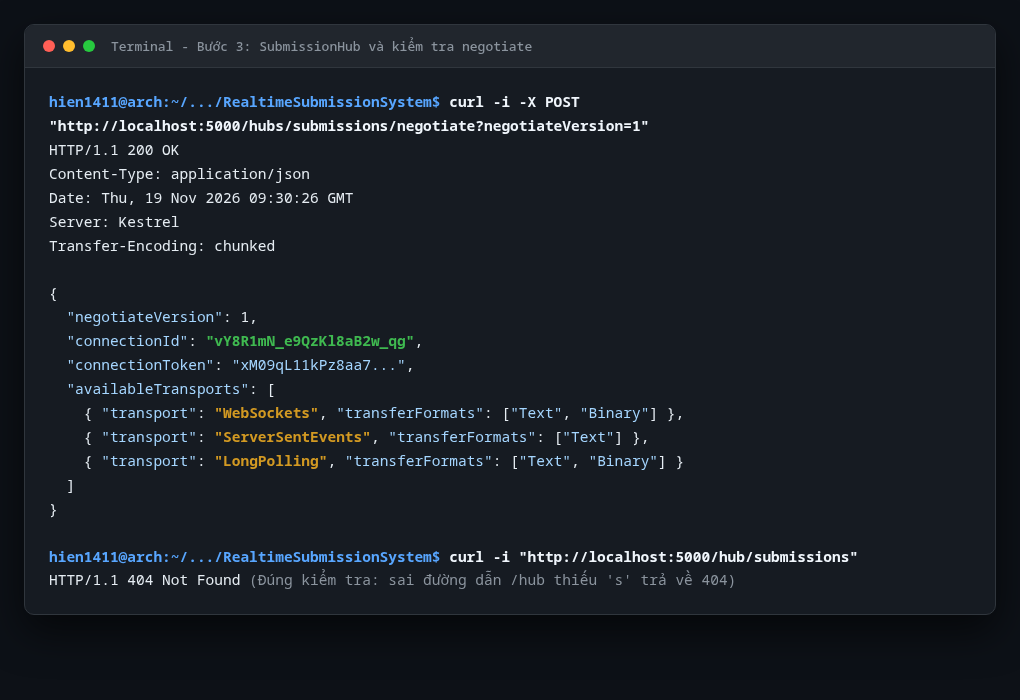 Terminal - Bước 3: SubmissionHub và kiểm tra negotiate
hien1411@arch:~/.../RealtimeSubmissionSystem$ curl -i -X POST
"http://localhost:5000/hubs/submissions/negotiate?negotiateVersion=1"
HTTP/1.1 200 OK
Content-Type: application/json
Date: Thu, 19 Nov 2026 09:30:26 GMT
Server: Kestrel
Transfer-Encoding: chunked
{
  "negotiateVersion": 1,
  "connectionId": "vY8R1mN_e9QzKl8aB2w_qg",
  "connectionToken": "xM09qL11kPz8aa7...",
  "availableTransports": [
    { "transport": "WebSockets", "transferFormats": ["Text", "Binary"] },
    { "transport": "ServerSentEvents", "transferFormats": ["Text"] },
    { "transport": "LongPolling", "transferFormats": ["Text", "Binary"] }
  ]
}
hien1411@arch:~/.../RealtimeSubmissionSystem$ curl -i "http://localhost:5000/hub/submissions"
HTTP/1.1 404 Not Found (Đúng kiểm tra: sai đường dẫn /hub thiếu 's' trả về 404)